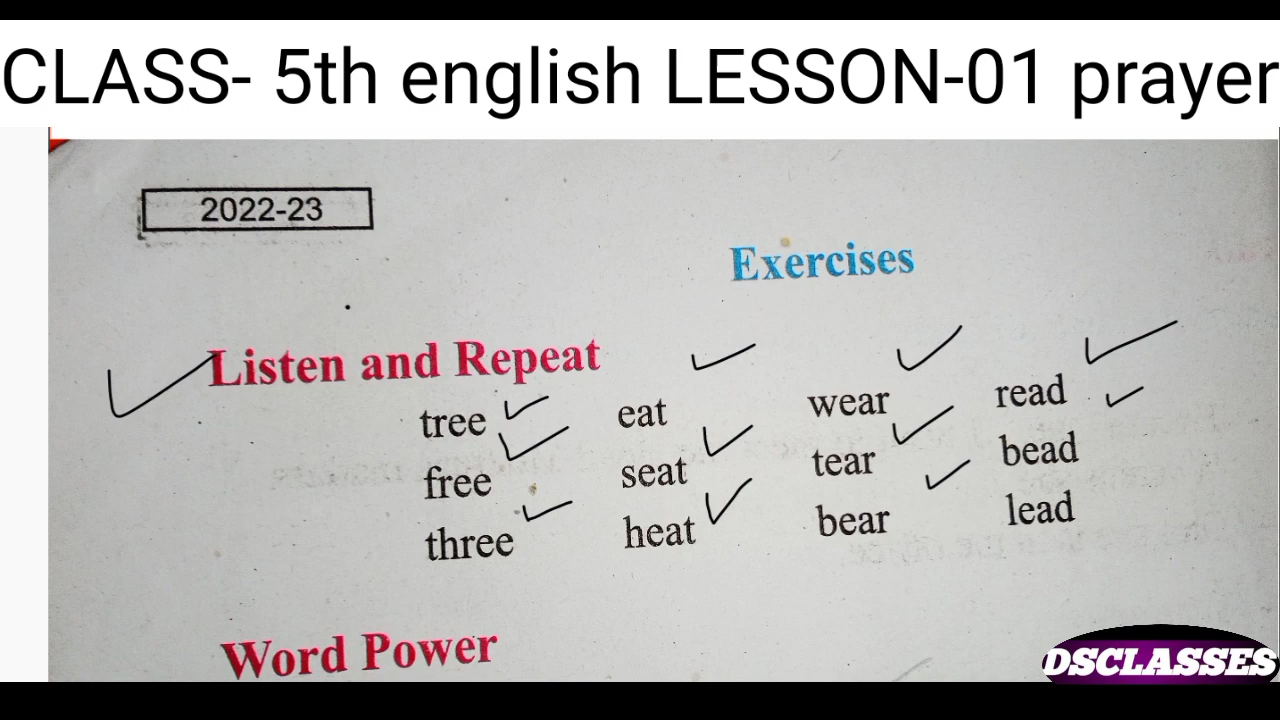 CLASS- 5th english LESSON-01 prayer
2022-23
Exercises
Listen and Repeat
tree eat wear read
free seat tear bead
three heat bear lead
Word Power
DSCLASSES